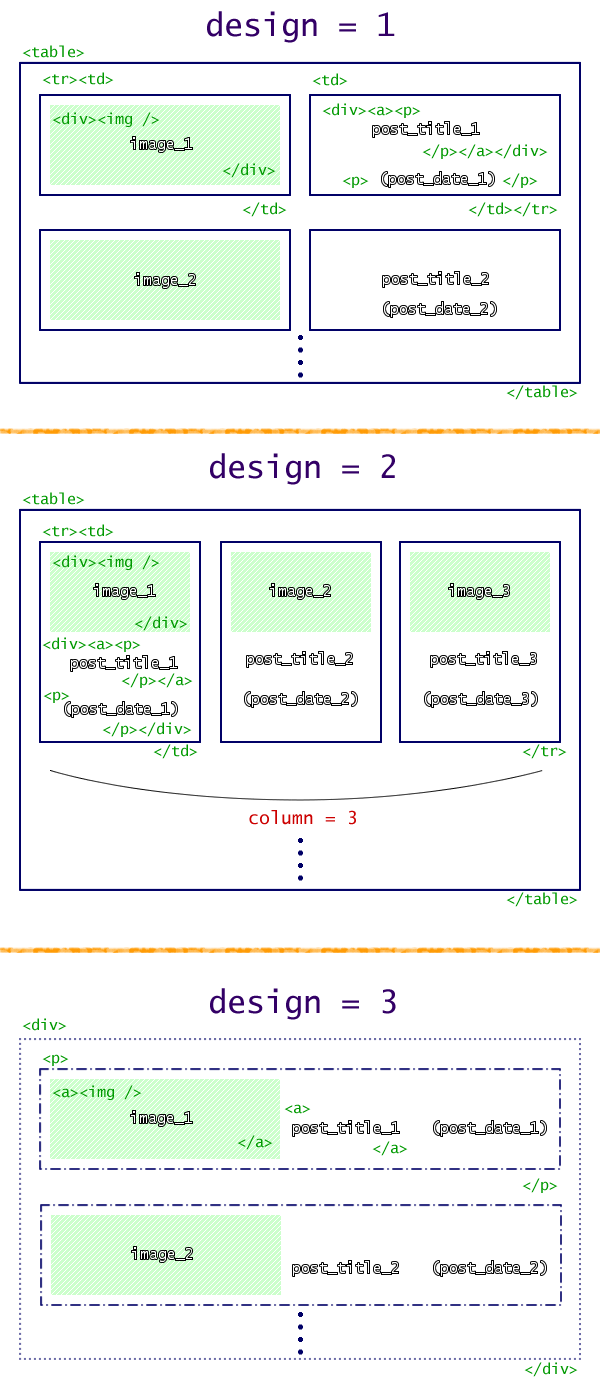 design = 1
<table>
<tr><td>
<td>
<div><img />
image_1
</div>
<div><a><p>
post_title_1
</p></a></div>
<p> (post_date_1) </p>
</td>
</td></tr>
image_2
post_title_2
(post_date_2)
</table>
design = 2
<table>
<tr><td>
<div><img />
image_1
</div>
<div><a><p>
post_title_1
</p></a>
<p>
(post_date_1)
</p></div>
</td>
image_2
post_title_2
(post_date_2)
image_3
post_title_3
(post_date_3)
</tr>
column = 3
</table>
design = 3
<div>
<p>
<a><img />
image_1
</a>
<a>
post_title_1 (post_date_1)
</a>
</p>
image_2
post_title_2 (post_date_2)
</div>